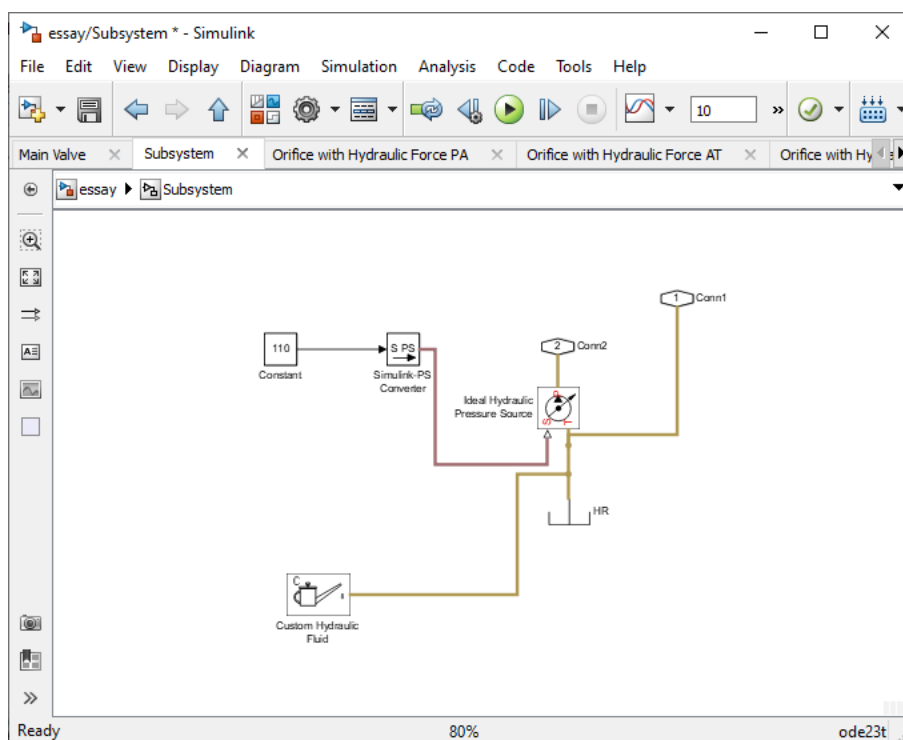 essay/Subsystem * - Simulink
File Edit View Display Diagram Simulation Analysis Code Tools Help
10
Main Valve Subsystem Orifice with Hydraulic Force PA Orifice with Hydraulic Force AT Orifice with Hy
essay Subsystem
1 Conn1
110
Constant
S PS
Simulink-PS
Converter
2 Conn2
Ideal Hydraulic
Pressure Source
P
S
T
HR
C
Custom Hydraulic
Fluid
Ready 80% ode23t